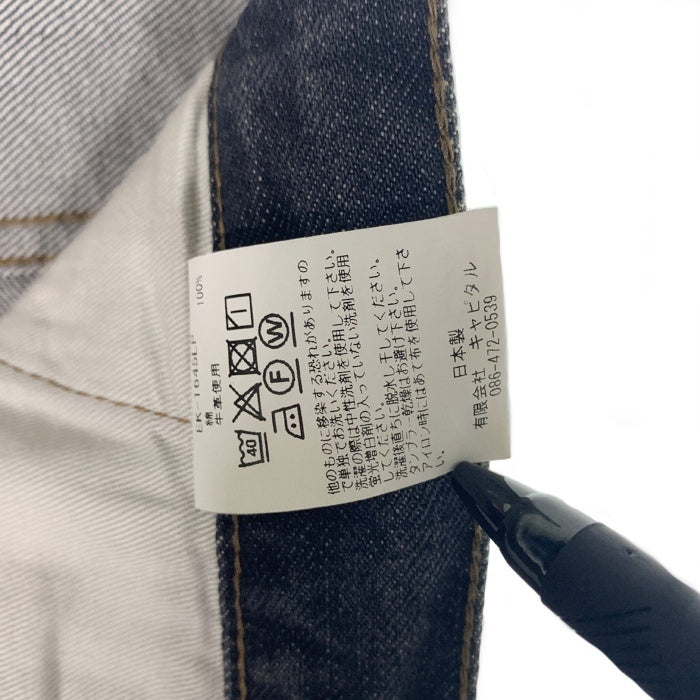 EK-1645LP
綿 100%
牛革使用
40
F W
他のものに移染する恐れがありますの
で単独でお洗いください。
洗濯の際は中性洗剤を使用して下さい。
蛍光増白剤の入っていない洗剤を使用
してください。
洗濯後直ちに脱水し干してください。
タンブラー乾燥はお避け下さい。
アイロン時にはあて布を使用して下さ
い。
日本製
有限会社 キャピタル
086-472-0539